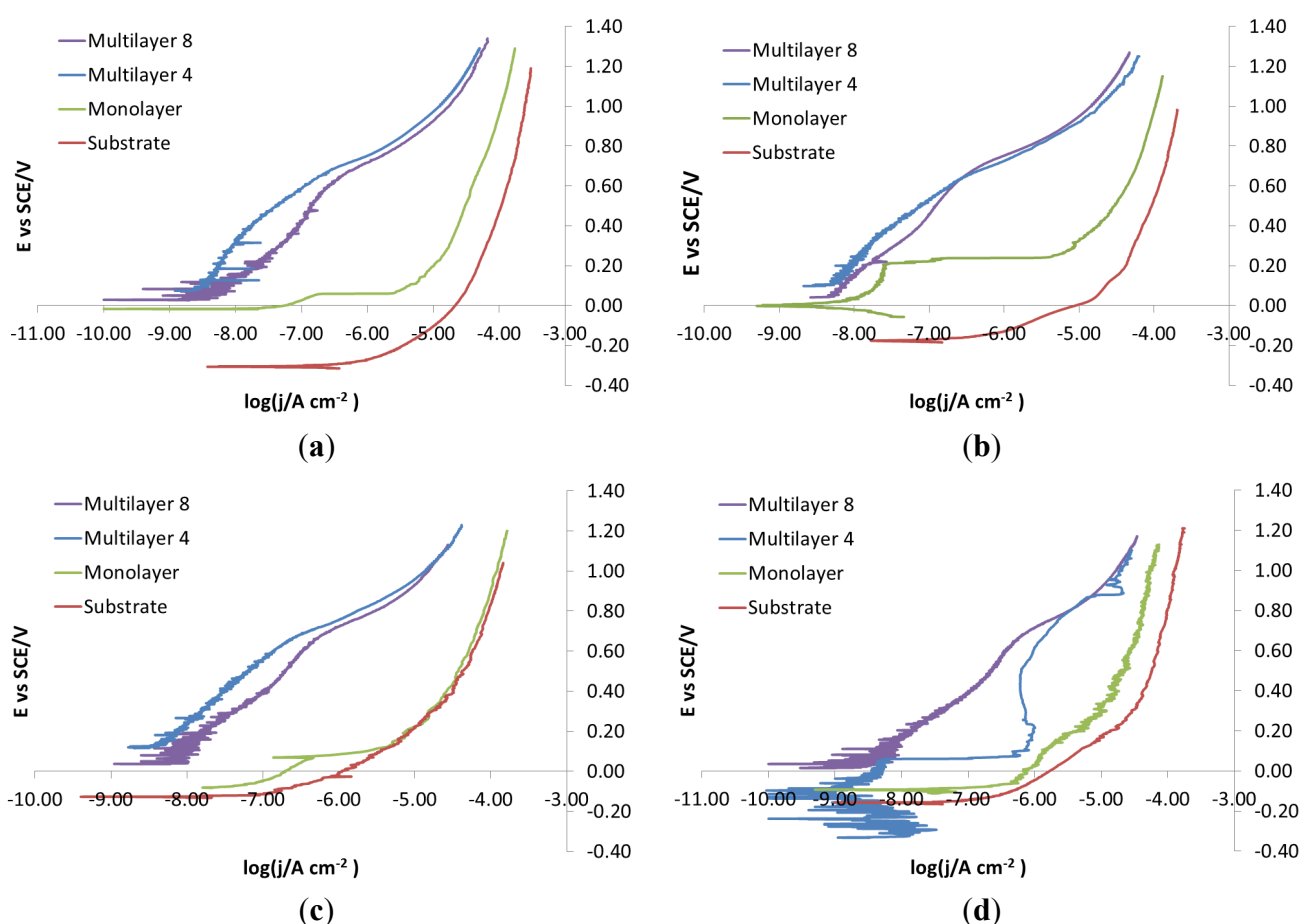 Multilayer 8
Multilayer 4
Monolayer
Substrate
E vs SCE/V
1.40
1.20
1.00
0.80
0.60
0.40
0.20
0.00
-0.20
-0.40
-11.00 -10.00 -9.00 -8.00 -7.00 -6.00 -5.00 -4.00 -3.00
log(j/A cm⁻² )
(a)
Multilayer 8
Multilayer 4
Monolayer
Substrate
E vs SCE/V
1.40
1.20
1.00
0.80
0.60
0.40
0.20
0.00
-0.20
-0.40
-10.00 -9.00 -8.00 -7.00 -6.00 -5.00 -4.00 -3.00
log(j/A cm⁻² )
(b)
Multilayer 8
Multilayer 4
Monolayer
Substrate
E vs SCE/V
1.40
1.20
1.00
0.80
0.60
0.40
0.20
0.00
-0.20
-0.40
-10.00 -9.00 -8.00 -7.00 -6.00 -5.00 -4.00 -3.00
log(j/A cm⁻² )
(c)
Multilayer 8
Multilayer 4
Monolayer
Substrate
E vs SCE/V
1.40
1.20
1.00
0.80
0.60
0.40
0.20
0.00
-0.20
-0.40
-11.00 -10.00 -9.00 -8.00 -7.00 -6.00 -5.00 -4.00 -3.00
log(j/A cm⁻² )
(d)